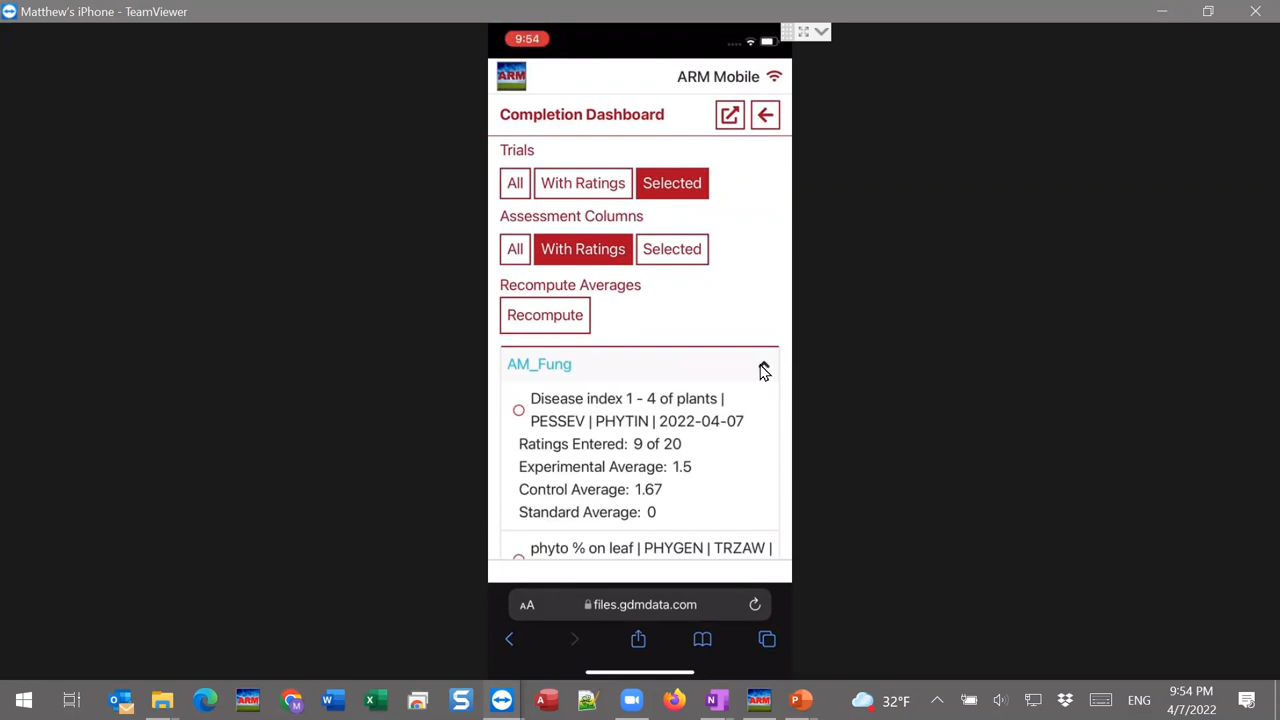 Matthew's iPhone - TeamViewer
9:54
ARM
ARM Mobile
Completion Dashboard
Trials
All
With Ratings
Selected
Assessment Columns
All
With Ratings
Selected
Recompute Averages
Recompute
AM_Fung
Disease index 1 - 4 of plants |
PESSEV | PHYTIN | 2022-04-07
Ratings Entered: 9 of 20
Experimental Average: 1.5
Control Average: 1.67
Standard Average: 0
phyto % on leaf | PHYGEN | TRZAW |
AA
files.gdmdata.com
32°F
ENG
9:54 PM
4/7/2022